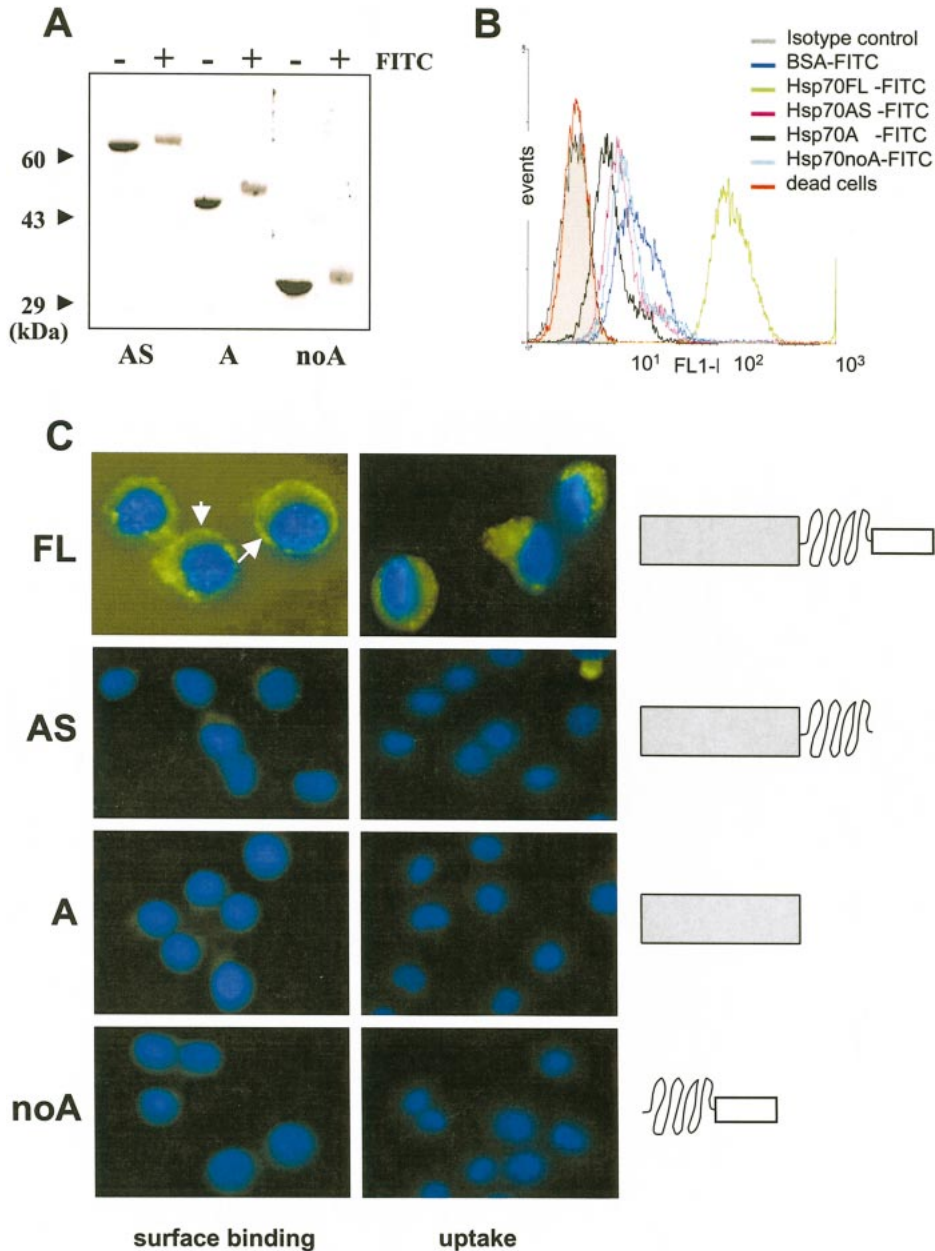 A
- + - + - + FITC
60
43
29
(kDa)
AS A noA
B
events
Isotype control
BSA-FITC
Hsp70FL -FITC
Hsp70AS -FITC
Hsp70A -FITC
Hsp70noA-FITC
dead cells
10¹ FL1-I 10² 10³
C
FL
AS
A
noA
surface binding uptake